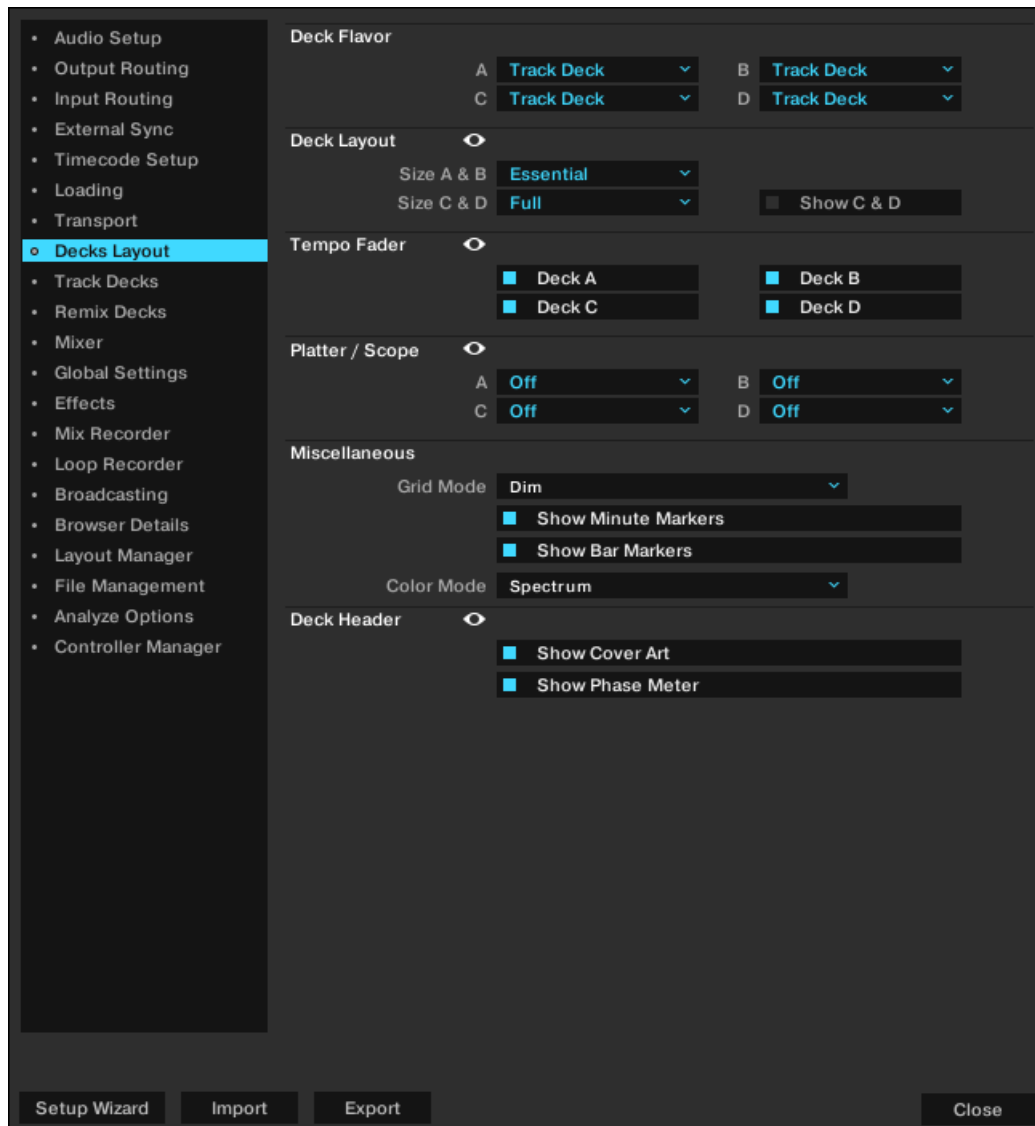 Audio Setup
Output Routing
Input Routing
External Sync
Timecode Setup
Loading
Transport
Decks Layout
Track Decks
Remix Decks
Mixer
Global Settings
Effects
Mix Recorder
Loop Recorder
Broadcasting
Browser Details
Layout Manager
File Management
Analyze Options
Controller Manager
Deck Flavor
A Track Deck B Track Deck
C Track Deck D Track Deck
Deck Layout
Size A & B Essential
Size C & D Full Show C & D
Tempo Fader
Deck A Deck B
Deck C Deck D
Platter / Scope
A Off B Off
C Off D Off
Miscellaneous
Grid Mode Dim
Show Minute Markers
Show Bar Markers
Color Mode Spectrum
Deck Header
Show Cover Art
Show Phase Meter
Setup Wizard Import Export Close